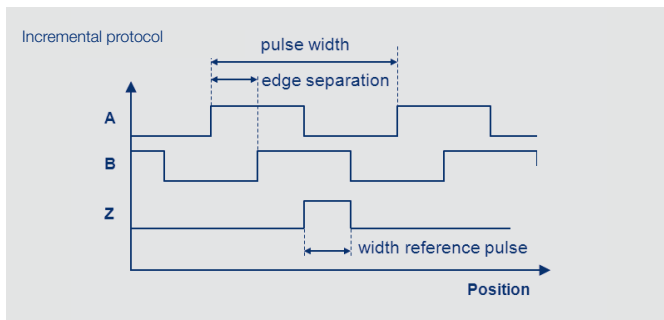 Incremental protocol
pulse width
edge separation
A
B
Z
width reference pulse
Position